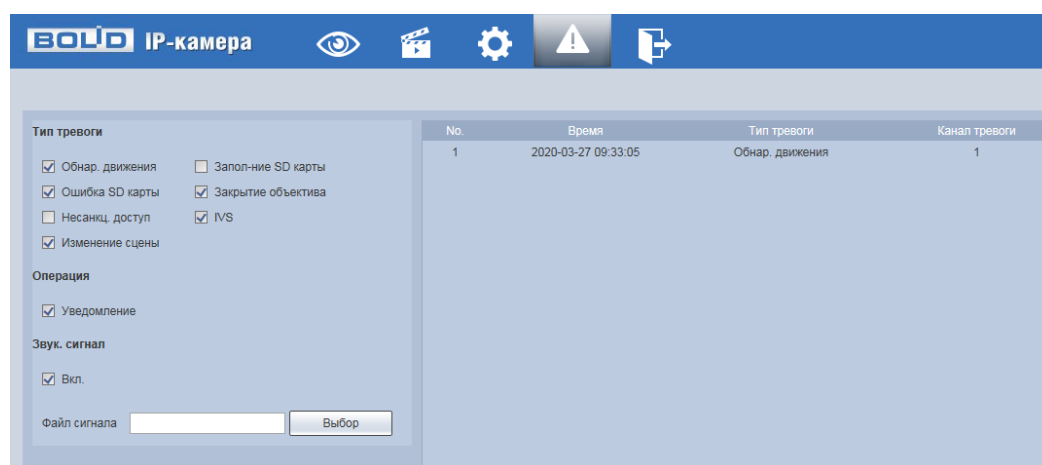 BOLID IP-камера
Тип тревоги
Обнар. движения Запол-ние SD карты
Ошибка SD карты Закрытие объектива
Несанкц. доступ IVS
Изменение сцены
Операция
Уведомление
Звук. сигнал
Вкл.
Файл сигнала Выбор
No. Время Тип тревоги Канал тревоги
1 2020-03-27 09:33:05 Обнар. движения 1